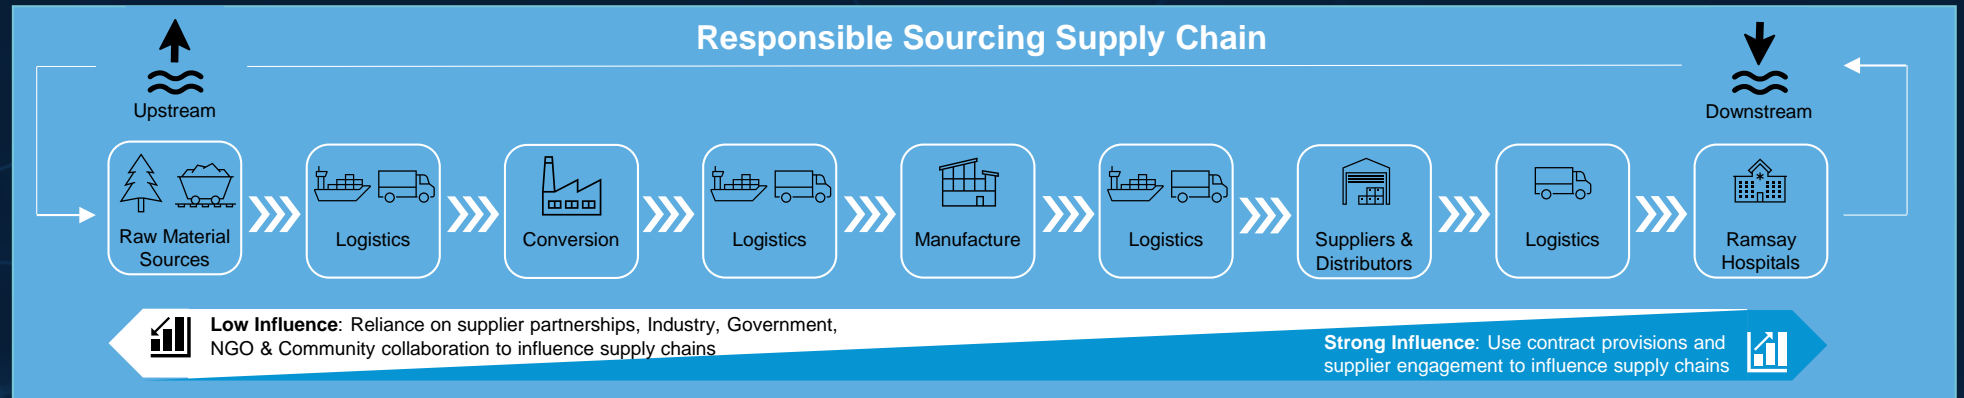 Responsible Sourcing Supply Chain
Upstream
Downstream
Raw Material
Sources
Logistics
Conversion
Logistics
Manufacture
Logistics
Suppliers &
Distributors
Logistics
Ramsay
Hospitals
Low Influence: Reliance on supplier partnerships, Industry, Government,
NGO & Community collaboration to influence supply chains
Strong Influence: Use contract provisions and
supplier engagement to influence supply chains